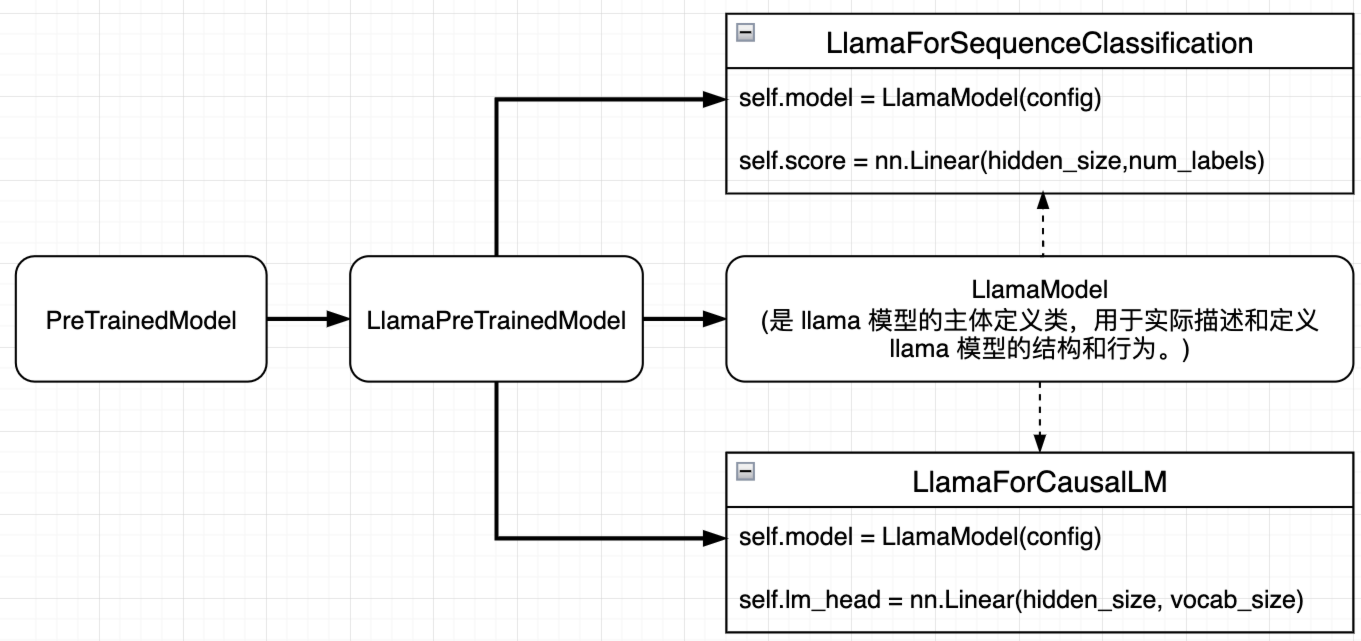 LlamaForSequenceClassification
self.model = LlamaModel(config)
self.score = nn.Linear(hidden_size,num_labels)
PreTrainedModel
LlamaPreTrainedModel
LlamaModel
(是 llama 模型的主体定义类，用于实际描述和定义
llama 模型的结构和行为。)
LlamaForCausalLM
self.model = LlamaModel(config)
self.lm_head = nn.Linear(hidden_size, vocab_size)